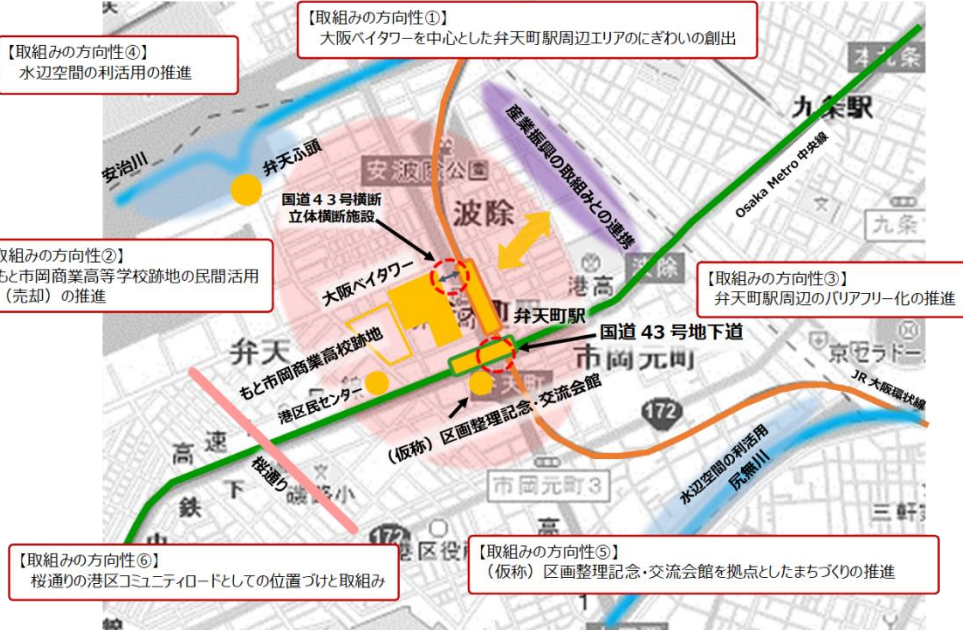 【取組みの方向性①】
大阪ベイタワーを中心とした弁天町駅周辺エリアのにぎわいの創出
【取組みの方向性④】
水辺空間の利活用の推進
本九条
九条駅
Osaka Metro 中央線
九条
産業振興の取組みとの連携
安治川
弁天ふ頭
安波除公園
波除
国道43号横断
立体横断施設
波除
港高
取組みの方向性②】
もと市岡商業高等学校跡地の民間活用
（売却）の推進
大阪ベイタワー
【取組みの方向性③】
弁天町駅周辺のバリアフリー化の推進
弁天町駅
国道 43 号地下道
市岡元町
弁天
もと市岡商業高校跡地
京セラドー
JR 大阪環状線
港区民センター
（仮称）区画整理記念・交流会館
172
水辺空間の利活用
尻無川
高速
下
鉄
桜通り
磯路小
市岡元町3
三軒
172
港区役
高
【取組みの方向性⑥】
桜通りの港区コミュニティロードとしての位置づけと取組み
【取組みの方向性⑤】
（仮称）区画整理記念・交流会館を拠点としたまちづくりの推進